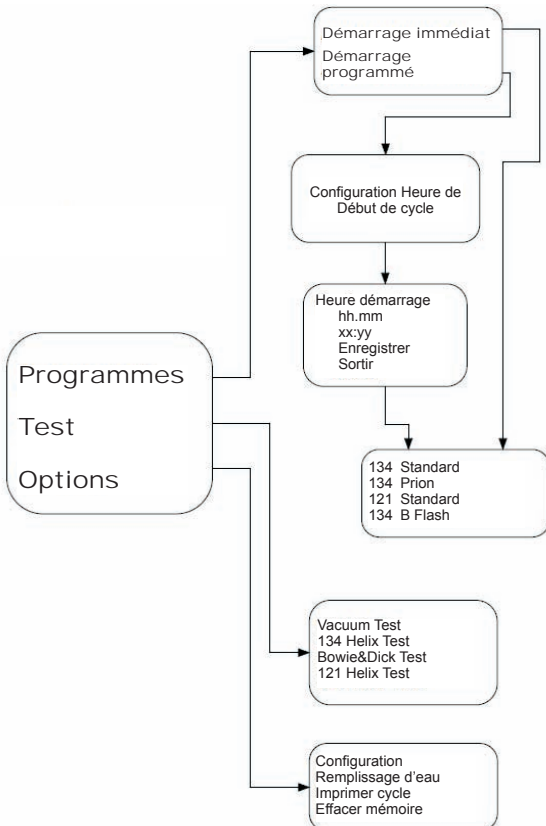 Démarrage immédiat
Démarrage
programmé
Configuration Heure de
Début de cycle
Heure démarrage
hh.mm
xx:yy
Enregistrer
Sortir
Programmes
Test
Options
134 Standard
134 Prion
121 Standard
134 B Flash
Vacuum Test
134 Helix Test
Bowie&Dick Test
121 Helix Test
Configuration
Remplissage d'eau
Imprimer cycle
Effacer mémoire